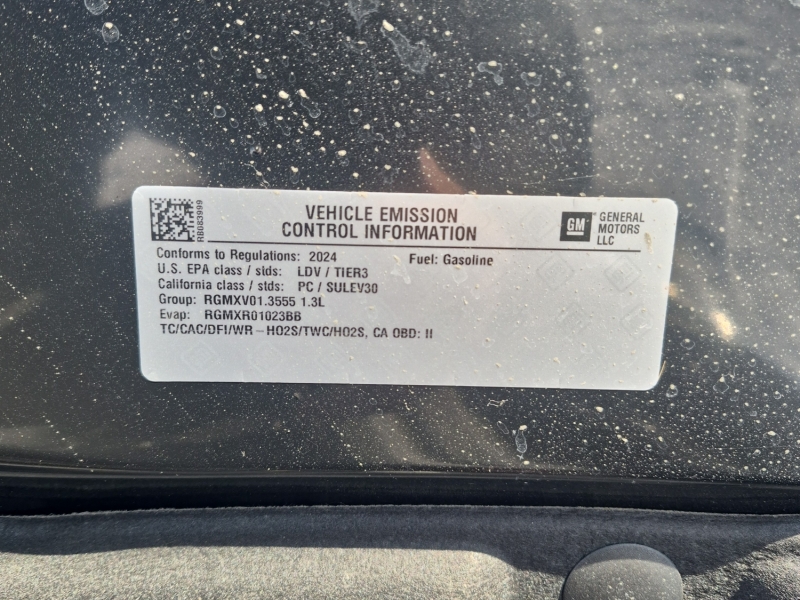 RB083999
VEHICLE EMISSION
CONTROL INFORMATION
GM
GENERAL
MOTORS
LLC
Conforms to Regulations: 2024 Fuel: Gasoline
U.S. EPA class / stds: LDV / TIER3
California class / stds: PC / SULEV30
Group: RGMXV01.3555 1.3L
Evap: RGMXR01023BB
TC/CAC/DFI/WR-HO2S/TWC/HO2S, CA OBD: II